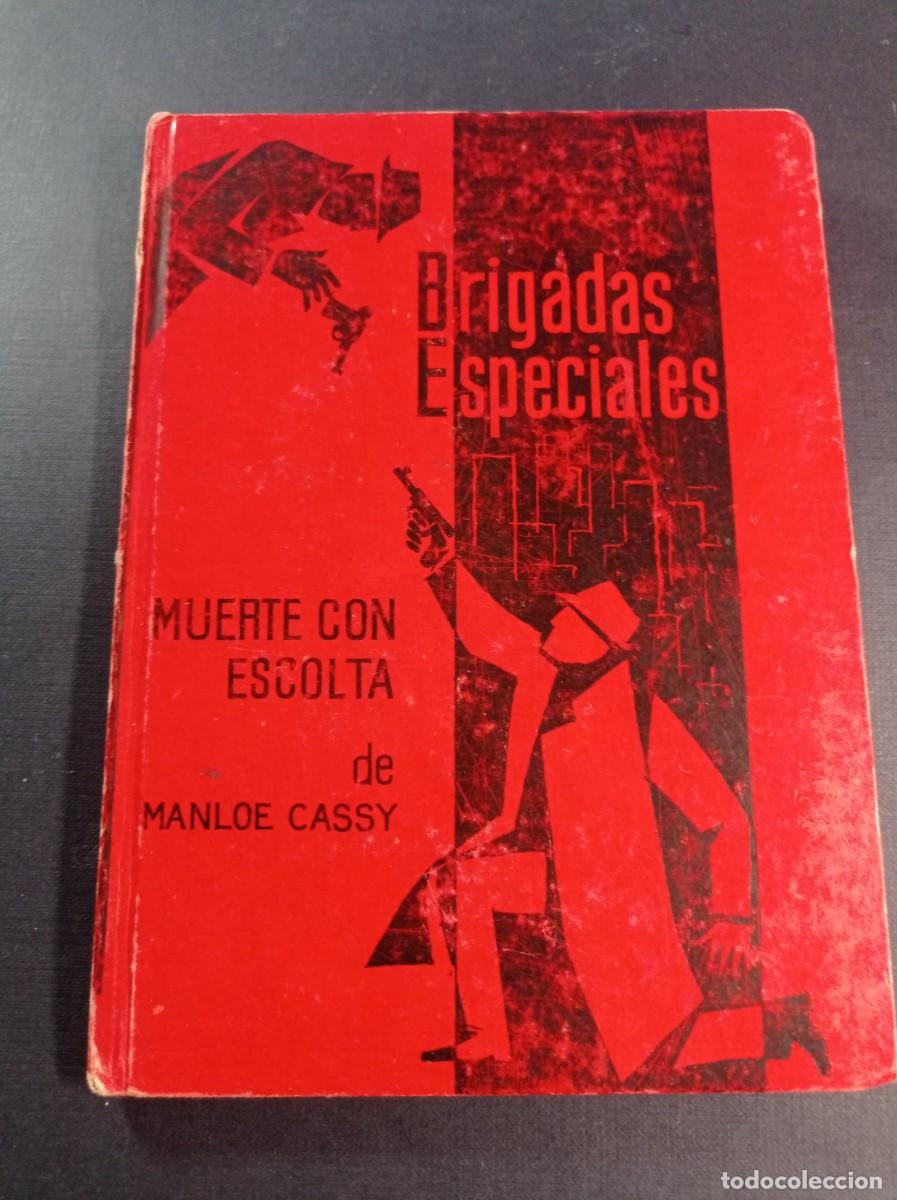 Brigadas
Especiales
MUERTE CON
ESCOLTA
de
MANLOE CASSY
todocoleccion